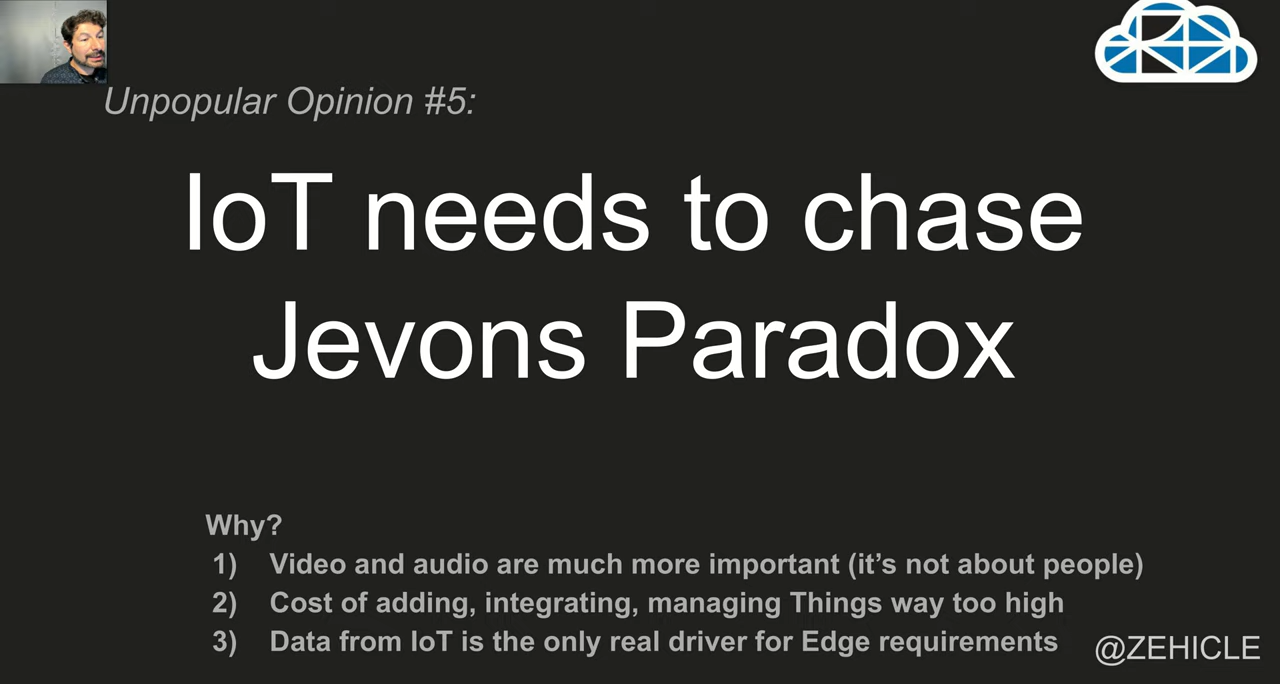 Unpopular Opinion #5:
IoT needs to chase
Jevons Paradox
Why?
1) Video and audio are much more important (it's not about people)
2) Cost of adding, integrating, managing Things way too high
3) Data from IoT is the only real driver for Edge requirements
@ZEHICLE